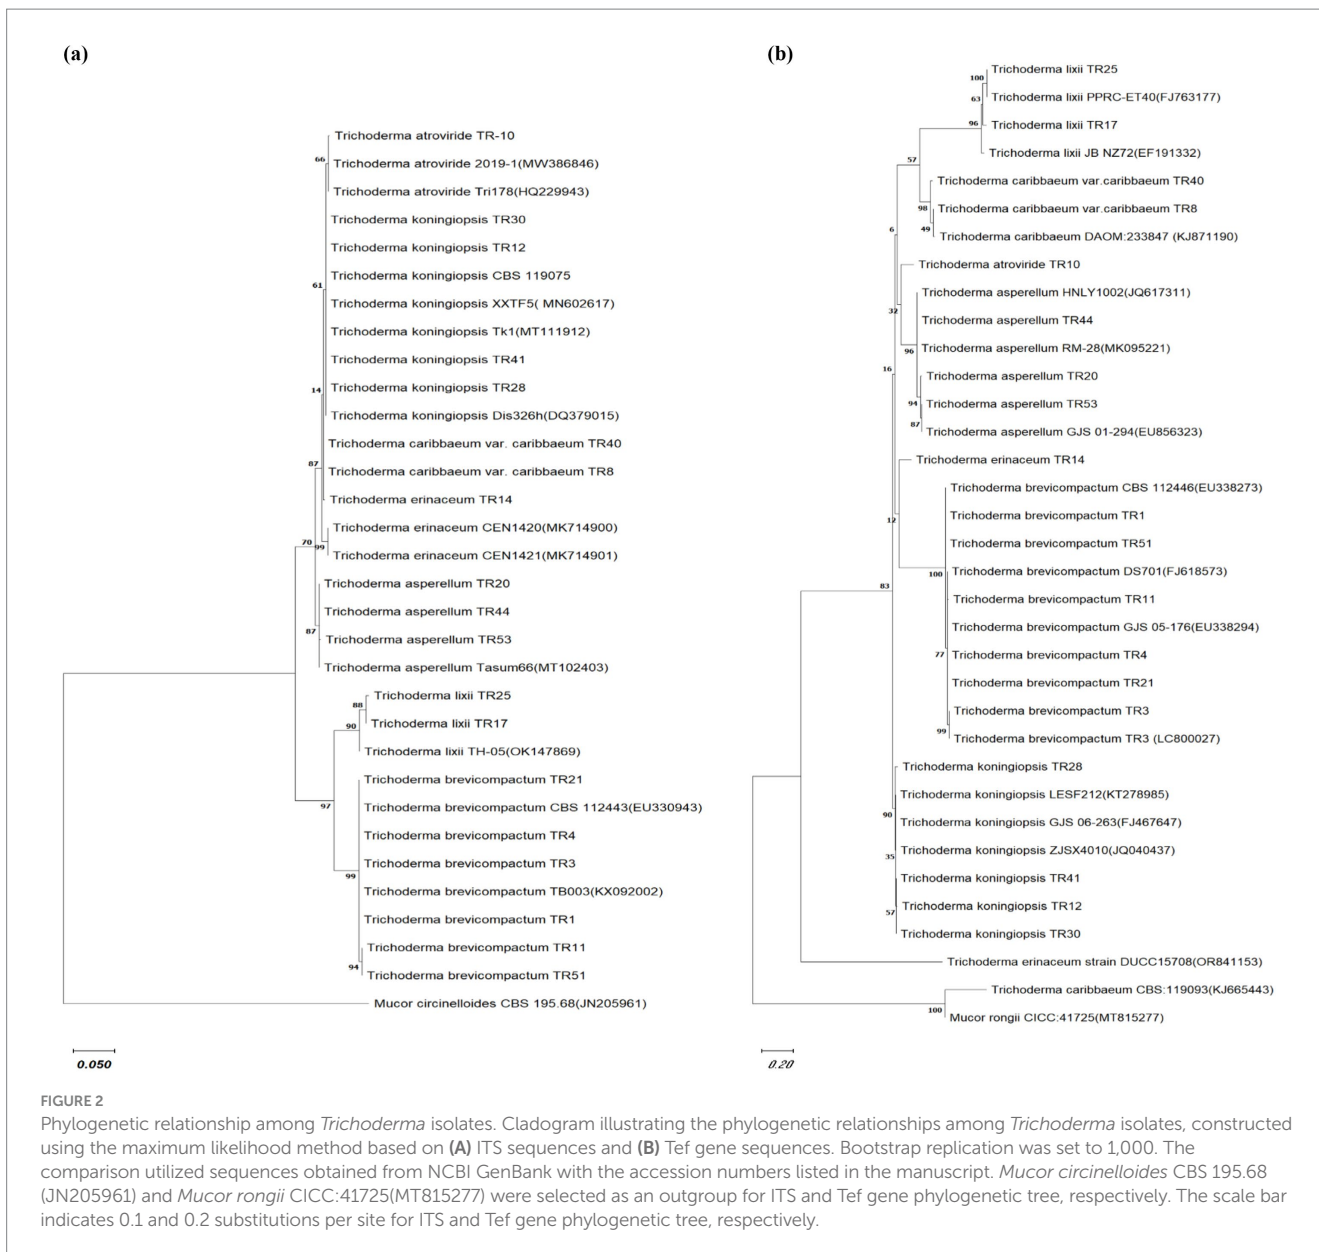 (a)
Trichoderma atroviride TR-10
66
Trichoderma atroviride 2019-1(MW386846)
Trichoderma atroviride Tri178(HQ229943)
Trichoderma koningiopsis TR30
Trichoderma koningiopsis TR12
Trichoderma koningiopsis CBS 119075
61
Trichoderma koningiopsis XXTF5( MN602617)
Trichoderma koningiopsis Tk1(MT111912)
Trichoderma koningiopsis TR41
14
Trichoderma koningiopsis TR28
Trichoderma koningiopsis Dis326h(DQ379015)
Trichoderma caribbaeum var. caribbaeum TR40
87
Trichoderma caribbaeum var. caribbaeum TR8
Trichoderma erinaceum TR14
Trichoderma erinaceum CEN1420(MK714900)
70
99
Trichoderma erinaceum CEN1421(MK714901)
Trichoderma asperellum TR20
Trichoderma asperellum TR44
87
Trichoderma asperellum TR53
Trichoderma asperellum Tasum66(MT102403)
Trichoderma lixii TR25
88
Trichoderma lixii TR17
90
Trichoderma lixii TH-05(OK147869)
Trichoderma brevicompactum TR21
97
Trichoderma brevicompactum CBS 112443(EU330943)
Trichoderma brevicompactum TR4
Trichoderma brevicompactum TR3
99
Trichoderma brevicompactum TB003(KX092002)
Trichoderma brevicompactum TR1
Trichoderma brevicompactum TR11
94
Trichoderma brevicompactum TR51
Mucor circinelloides CBS 195.68(JN205961)
0.050
(b)
Trichoderma lixii TR25
100
Trichoderma lixii PPRC-ET40(FJ763177)
63
Trichoderma lixii TR17
96
Trichoderma lixii JB NZ72(EF191332)
57
Trichoderma caribbaeum var.caribbaeum TR40
98
Trichoderma caribbaeum var.caribbaeum TR8
49
Trichoderma caribbaeum DAOM:233847 (KJ871190)
6
Trichoderma atroviride TR10
Trichoderma asperellum HNLY1002(JQ617311)
32
Trichoderma asperellum TR44
Trichoderma asperellum RM-28(MK095221)
96
16
Trichoderma asperellum TR20
Trichoderma asperellum TR53
94
87
Trichoderma asperellum GJS 01-294(EU856323)
Trichoderma erinaceum TR14
Trichoderma brevicompactum CBS 112446(EU338273)
12
Trichoderma brevicompactum TR1
Trichoderma brevicompactum TR51
Trichoderma brevicompactum DS701(FJ618573)
100
83
Trichoderma brevicompactum TR11
Trichoderma brevicompactum GJS 05-176(EU338294)
77
Trichoderma brevicompactum TR4
Trichoderma brevicompactum TR21
Trichoderma brevicompactum TR3
99
Trichoderma brevicompactum TR3 (LC800027)
Trichoderma koningiopsis TR28
Trichoderma koningiopsis LESF212(KT278985)
90
Trichoderma koningiopsis GJS 06-263(FJ467647)
Trichoderma koningiopsis ZJSX4010(JQ040437)
35
Trichoderma koningiopsis TR41
Trichoderma koningiopsis TR12
57
Trichoderma koningiopsis TR30
Trichoderma erinaceum strain DUCC15708(OR841153)
Trichoderma caribbaeum CBS:119093(KJ665443)
100
Mucor rongii CICC:41725(MT815277)
0.20
FIGURE 2
Phylogenetic relationship among Trichoderma isolates. Cladogram illustrating the phylogenetic relationships among Trichoderma isolates, constructed
using the maximum likelihood method based on (A) ITS sequences and (B) Tef gene sequences. Bootstrap replication was set to 1,000. The
comparison utilized sequences obtained from NCBI GenBank with the accession numbers listed in the manuscript. Mucor circinelloides CBS 195.68
(JN205961) and Mucor rongii CICC:41725(MT815277) were selected as an outgroup for ITS and Tef gene phylogenetic tree, respectively. The scale bar
indicates 0.1 and 0.2 substitutions per site for ITS and Tef gene phylogenetic tree, respectively.